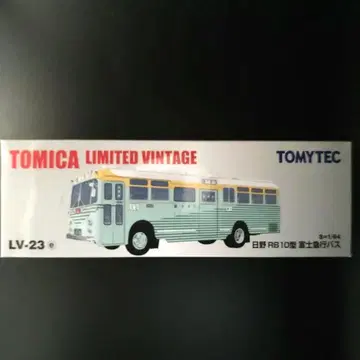 TOMICA LIMITED VINTAGE
TOMYTEC
LV-23 e
S=1/64
日野 RB10型 富士急行バス